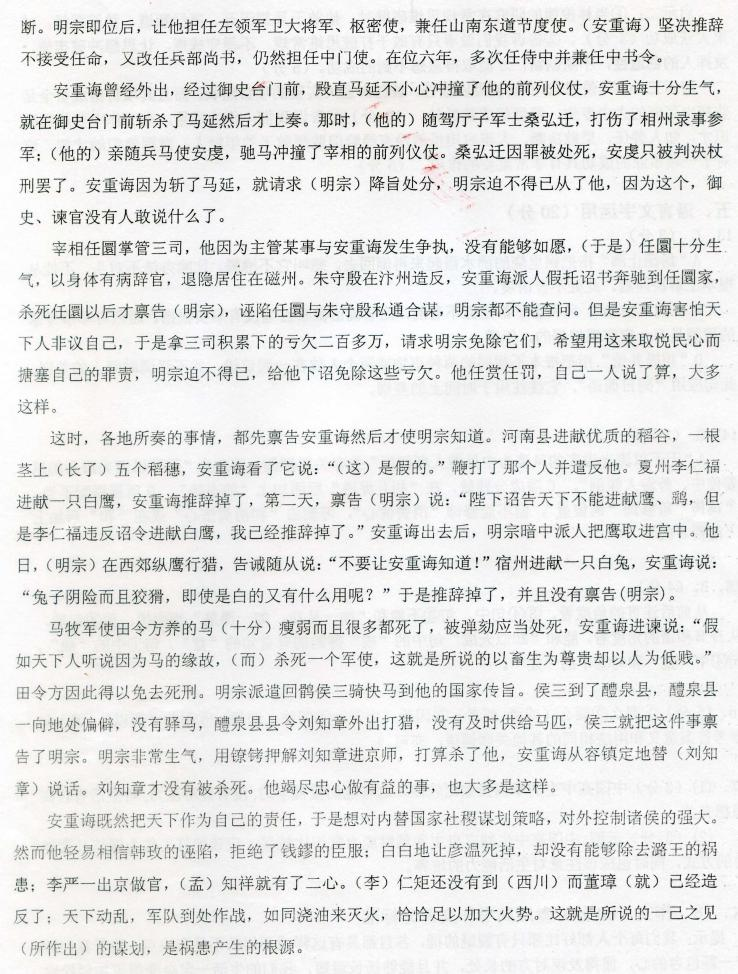 断。明宗即位后，让他担任左领军卫大将军、枢密使，兼任山南东道节度使。（安重诲）坚决推辞
不接受任命，又改任兵部尚书，仍然担任中门使。在位六年，多次任侍中并兼任中书令。
安重诲曾经外出，经过御史台门前，殿直马延不小心冲撞了他的前列仪仗，安重诲十分生气，
就在御史台门前斩杀了马延然后才上奏。那时，（他的）随驾厅子军士桑弘迁，打伤了相州录事参
军；（他的）亲随兵马使安虔，驰马冲撞了宰相的前列仪仗。桑弘迁因罪被处死，安虔只被判决杖
刑罢了。安重诲因为斩了马延，就请求（明宗）降旨处分，明宗迫不得已从了他，因为这个，御
史、谏官没有人敢说什么了。
宰相任圜掌管三司，他因为主管某事与安重诲发生争执，没有能够如愿，（于是）任圜十分生
气，以身体有病辞官，退隐居住在磁州。朱守殷在汴州造反，安重诲派人假托诏书奔驰到任圜家，
杀死任圜以后才禀告（明宗），诬陷任圜与朱守殷私通合谋，明宗都不能查问。但是安重诲害怕天
下人非议自己，于是拿三司积累下的亏欠二百多万，请求明宗免除它们，希望用这来取悦民心而
搪塞自己的罪责，明宗迫不得已，给他下诏免除这些亏欠。他任赏任罚，自己一人说了算，大多
这样。
这时，各地所奏的事情，都先禀告安重诲然后才使明宗知道。河南县进献优质的稻谷，一根
茎上（长了）五个稻穗，安重诲看了它说：“（这）是假的。”鞭打了那个人并遣反他。夏州李仁福
进献一只白鹰，安重诲推辞掉了，第二天，禀告（明宗）说：“陛下诏告天下不能进献鹰、鹞，但
是李仁福违反诏令进献白鹰，我已经推辞掉了。”安重诲出去后，明宗暗中派人把鹰取进宫中。他
日，（明宗）在西郊纵鹰行猎，告诫随从说：“不要让安重诲知道！”宿州进献一只白兔，安重诲说：
“兔子阴险而且狡猾，即使是白的又有什么用呢？”于是推辞掉了，并且没有禀告(明宗)。
马牧军使田令方养的马（十分）瘦弱而且很多都死了，被弹劾应当处死，安重诲进谏说：“假
如天下人听说因为马的缘故，（而）杀死一个军使，这就是所说的以畜生为尊贵却以人为低贱。”
田令方因此得以免去死刑。明宗派遣回鹘侯三骑快马到他的国家传旨。侯三到了醴泉县，醴泉县
一向地处偏僻，没有驿马，醴泉县县令刘知章外出打猎，没有及时供给马匹，侯三就把这件事禀
告了明宗。明宗非常生气，用镣铐押解刘知章进京师，打算杀了他，安重诲从容镇定地替（刘知
章）说话。刘知章才没有被杀死。他竭尽忠心做有益的事，也大多是这样。
安重诲既然把天下作为自己的责任，于是想对内替国家社稷谋划策略，对外控制诸侯的强大。
然而他轻易相信韩玫的诬陷，拒绝了钱鏐的臣服；白白地让彦温死掉，却没有能够除去潞王的祸
患；李严一出京做官，（孟）知祥就有了二心。（李）仁矩还没有到（西川）而董璋（就）已经造
反了；天下动乱，军队到处作战，如同浇油来灭火，恰恰足以加大火势。这就是所说的一己之见
（所作出）的谋划，是祸患产生的根源。